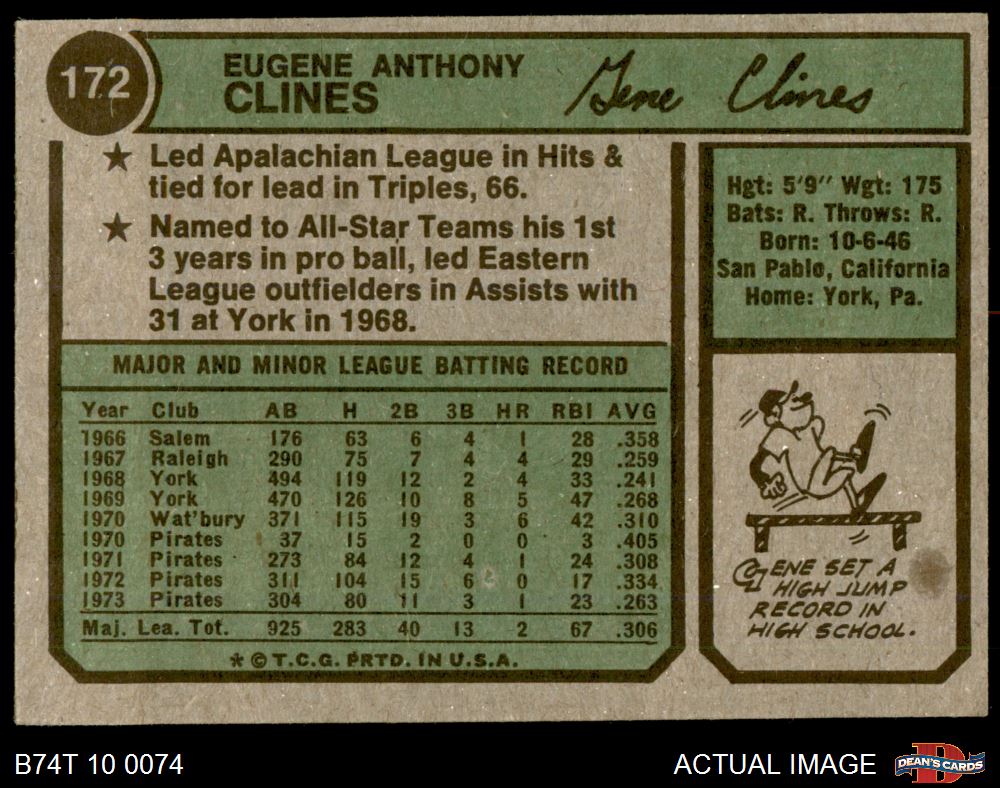 172
EUGENE ANTHONY
CLINES
Gene Clines
★ Led Apalachian League in Hits &
tied for lead in Triples, 66.
★ Named to All-Star Teams his 1st
3 years in pro ball, led Eastern
League outfielders in Assists with
31 at York in 1968.
Hgt: 5'9" Wgt: 175
Bats: R. Throws: R.
Born: 10-6-46
San Pablo, California
Home: York, Pa.
MAJOR AND MINOR LEAGUE BATTING RECORD
Year Club AB H 2B 3B HR RBI AVG
1966 Salem 176 63 6 4 1 28 .358
1967 Raleigh 290 75 7 4 4 29 .259
1968 York 494 119 12 2 4 33 .241
1969 York 470 126 10 8 5 47 .268
1970 Wat'bury 371 115 19 3 6 42 .310
1970 Pirates 37 15 2 0 0 3 .405
1971 Pirates 273 84 12 4 1 24 .308
1972 Pirates 311 104 15 6 0 17 .334
1973 Pirates 304 80 11 3 1 23 .263
Maj. Lea. Tot. 925 283 40 13 2 67 .306
* © T.C.G. PRTD. IN U.S.A.
GENE SET A
HIGH JUMP
RECORD IN
HIGH SCHOOL.
B74T 10 0074
ACTUAL IMAGE
DEAN'S CARDS